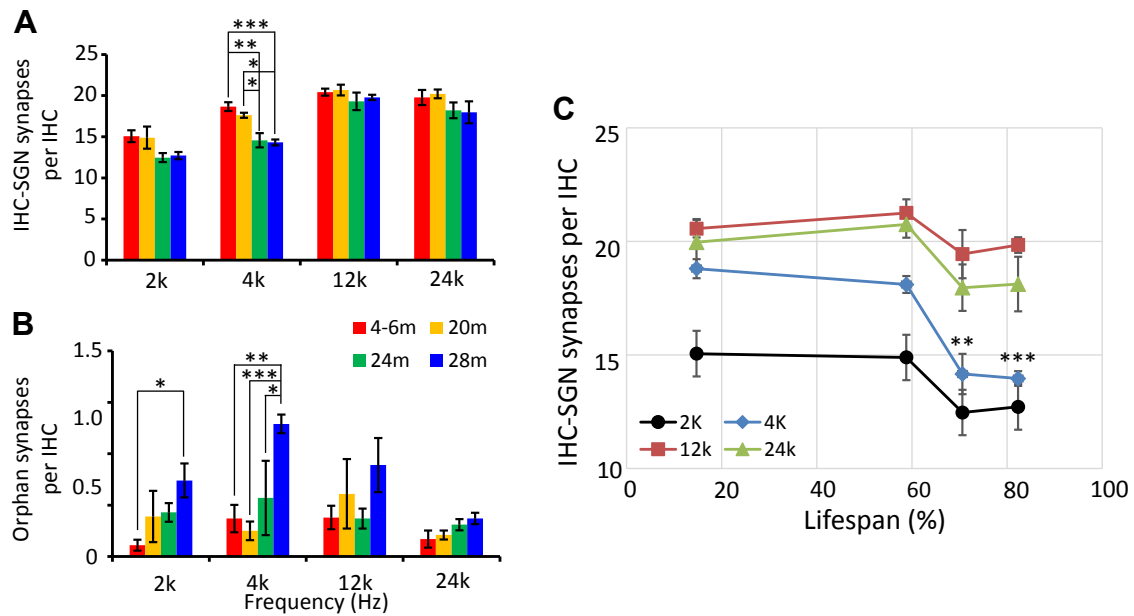 A
IHC-SGN synapses
per IHC
25
20
15
10
5
0
***
**
*
*
2k
4k
12k
24k
B
Orphan synapses
per IHC
1.0
0.5
0
4-6m
20m
24m
28m
*
**
***
*
2k
4k
12k
24k
Frequency (Hz)
C
IHC-SGN synapses per IHC
25
20
15
10
**
***
2K
4K
12k
24k
0
20
40
60
80
100
Lifespan (%)